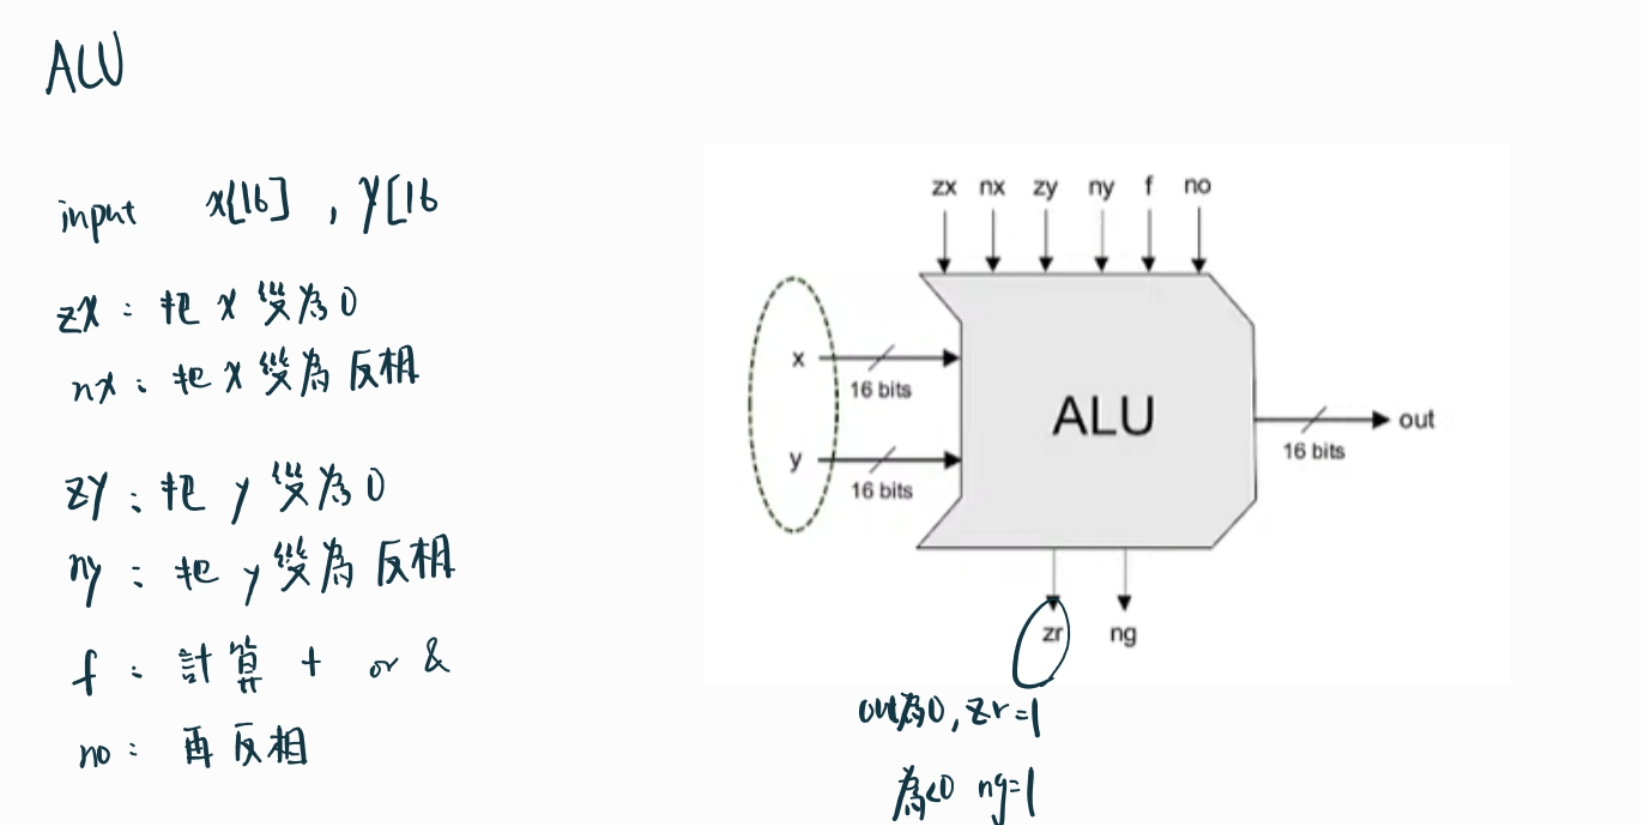 ALU
input x[16] , y[16
zx : 把 x 變為 0
nx : 把 x 變為 反相
zy : 把 y 變為 0
ny : 把 y 變為 反相
f : 計算 + or &
no : 再 反相
zx nx zy ny f no
x
16 bits
y
16 bits
ALU
out
16 bits
zr ng
out為0, zr=1
為<0 ng=1